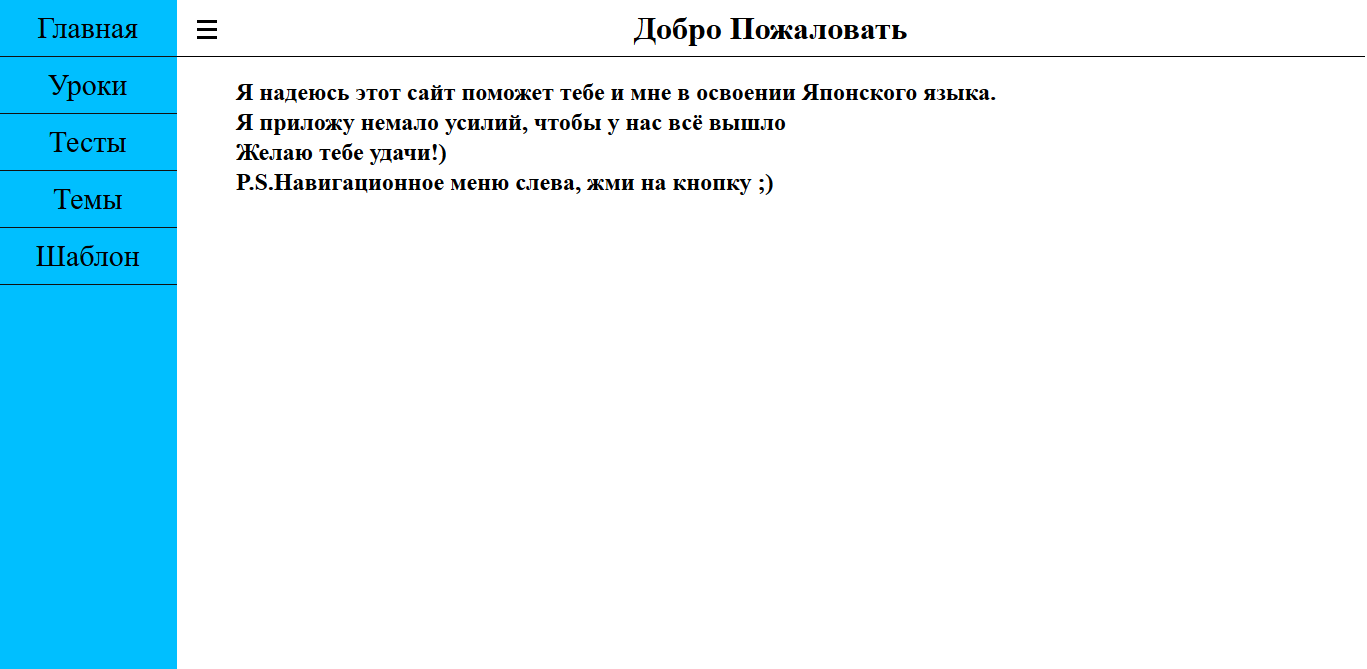 Главная
Уроки
Тесты
Темы
Шаблон
Добро Пожаловать
Я надеюсь этот сайт поможет тебе и мне в освоении Японского языка.
Я приложу немало усилий, чтобы у нас всё вышло
Желаю тебе удачи!)
P.S.Навигационное меню слева, жми на кнопку ;)